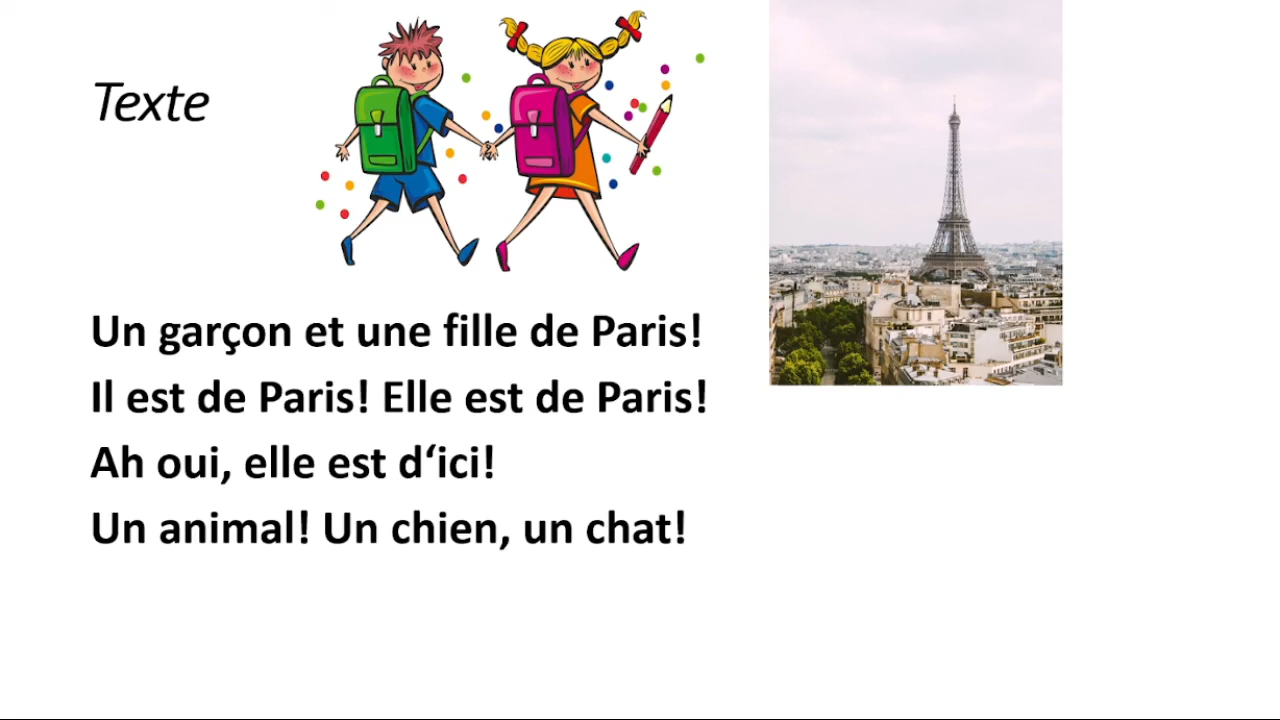 Texte
Un garçon et une fille de Paris!
Il est de Paris! Elle est de Paris!
Ah oui, elle est d‘ici!
Un animal! Un chien, un chat!